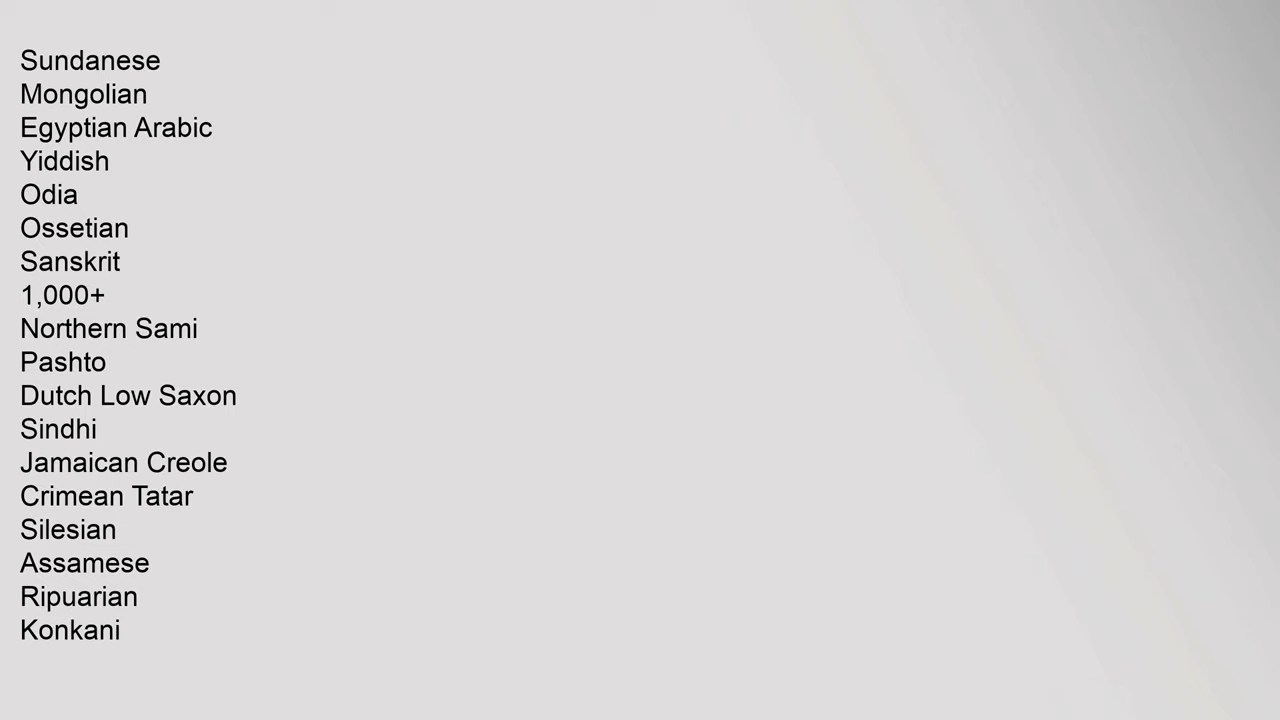 Sundanese
Mongolian
Egyptian Arabic
Yiddish
Odia
Ossetian
Sanskrit
1,000+
Northern Sami
Pashto
Dutch Low Saxon
Sindhi
Jamaican Creole
Crimean Tatar
Silesian
Assamese
Ripuarian
Konkani